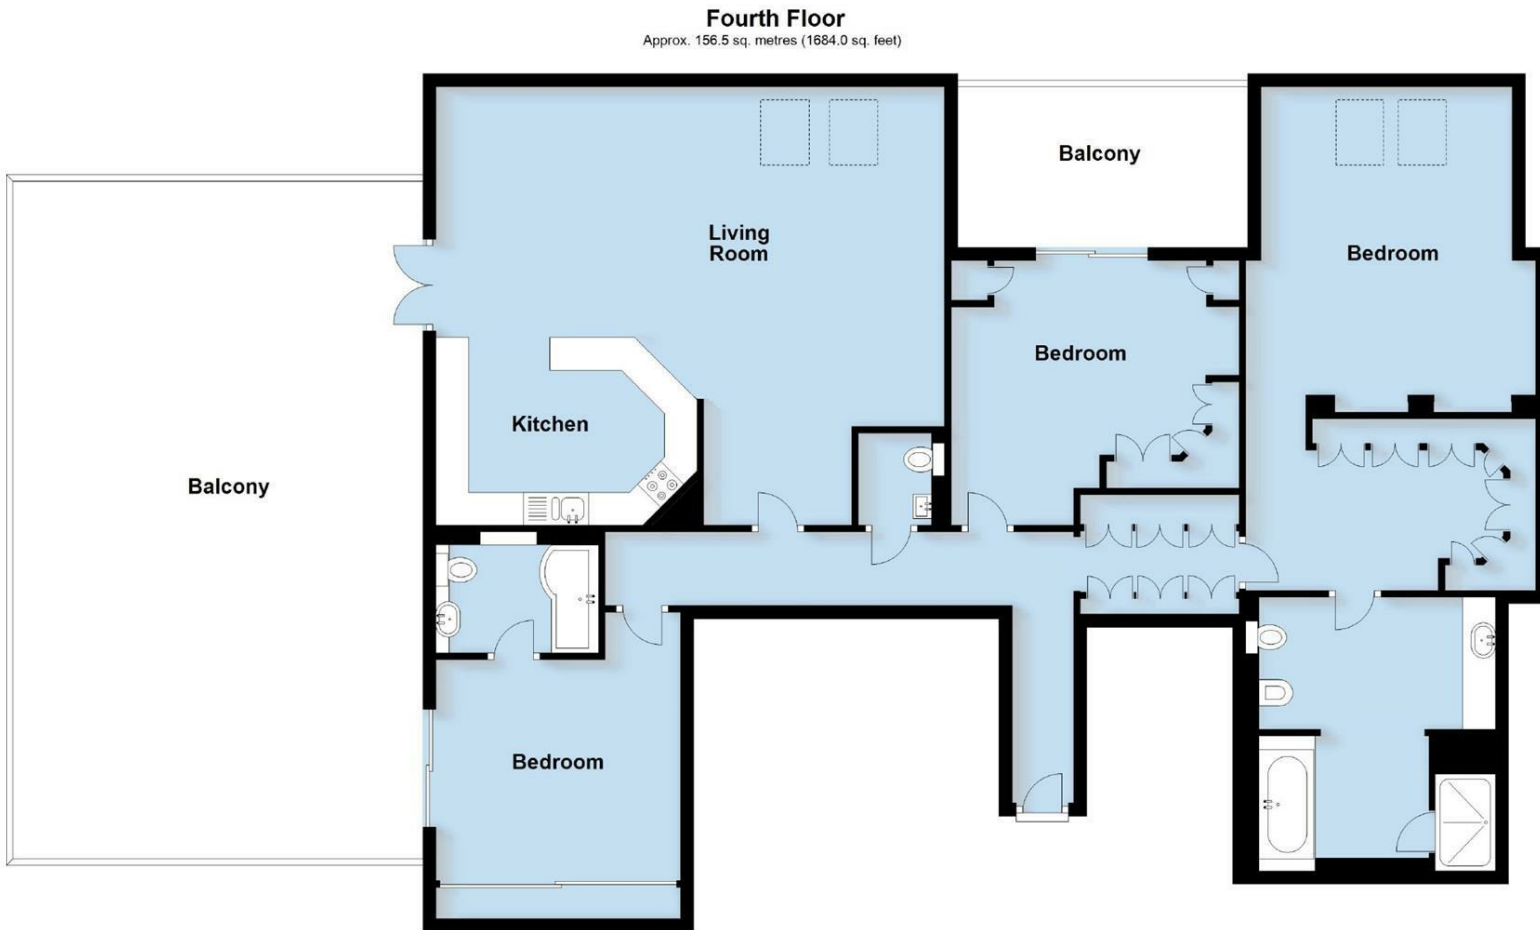 Fourth Floor
Approx. 156.5 sq. metres (1684.0 sq. feet)
Balcony
Living
Room
Bedroom
Bedroom
Kitchen
Balcony
Bedroom